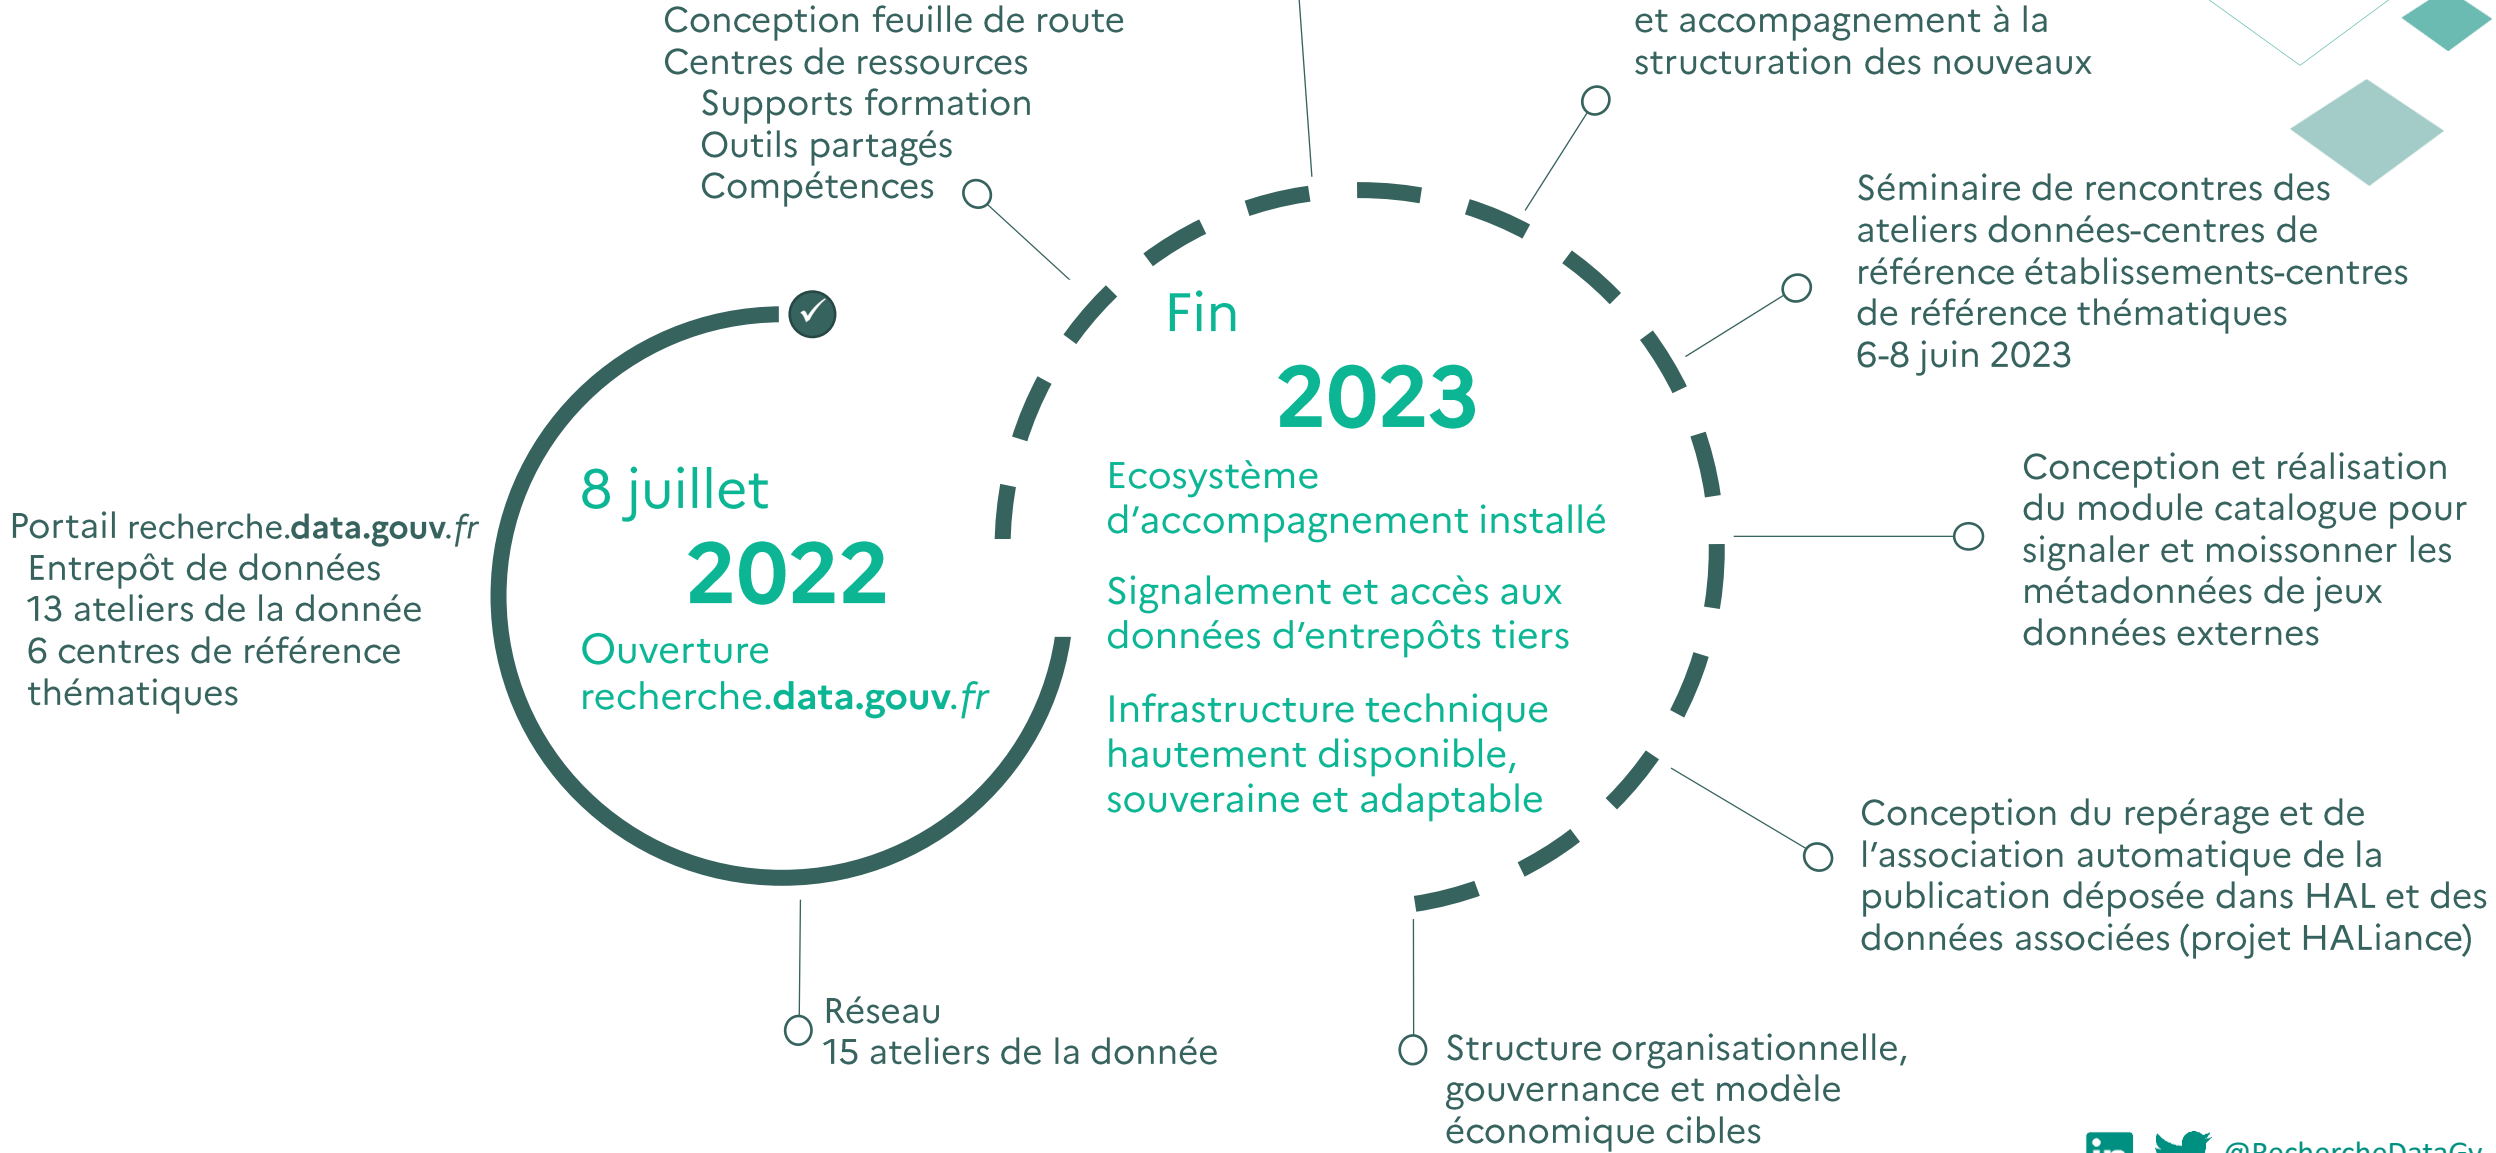 Conception feuille de route
Centres de ressources
Supports formation
Outils partagés
Compétences
et accompagnement à la
structuration des nouveaux
Séminaire de rencontres des
ateliers données-centres de
référence établissements-centres
de référence thématiques
6-8 juin 2023
Portail recherche.data.gouv.fr
Entrepôt de données
13 ateliers de la donnée
6 centres de référence
thématiques
8 juillet
2022
Ouverture
recherche.data.gouv.fr
Fin
2023
Ecosystème
d’accompagnement installé
Signalement et accès aux
données d’entrepôts tiers
Infrastructure technique
hautement disponible,
souveraine et adaptable
Conception et réalisation
du module catalogue pour
signaler et moissonner les
métadonnées de jeux
données externes
Conception du repérage et de
l’association automatique de la
publication déposée dans HAL et des
données associées (projet HALiance)
Réseau
15 ateliers de la donnée
Structure organisationnelle,
gouvernance et modèle
économique cibles
@RechercheDataGv